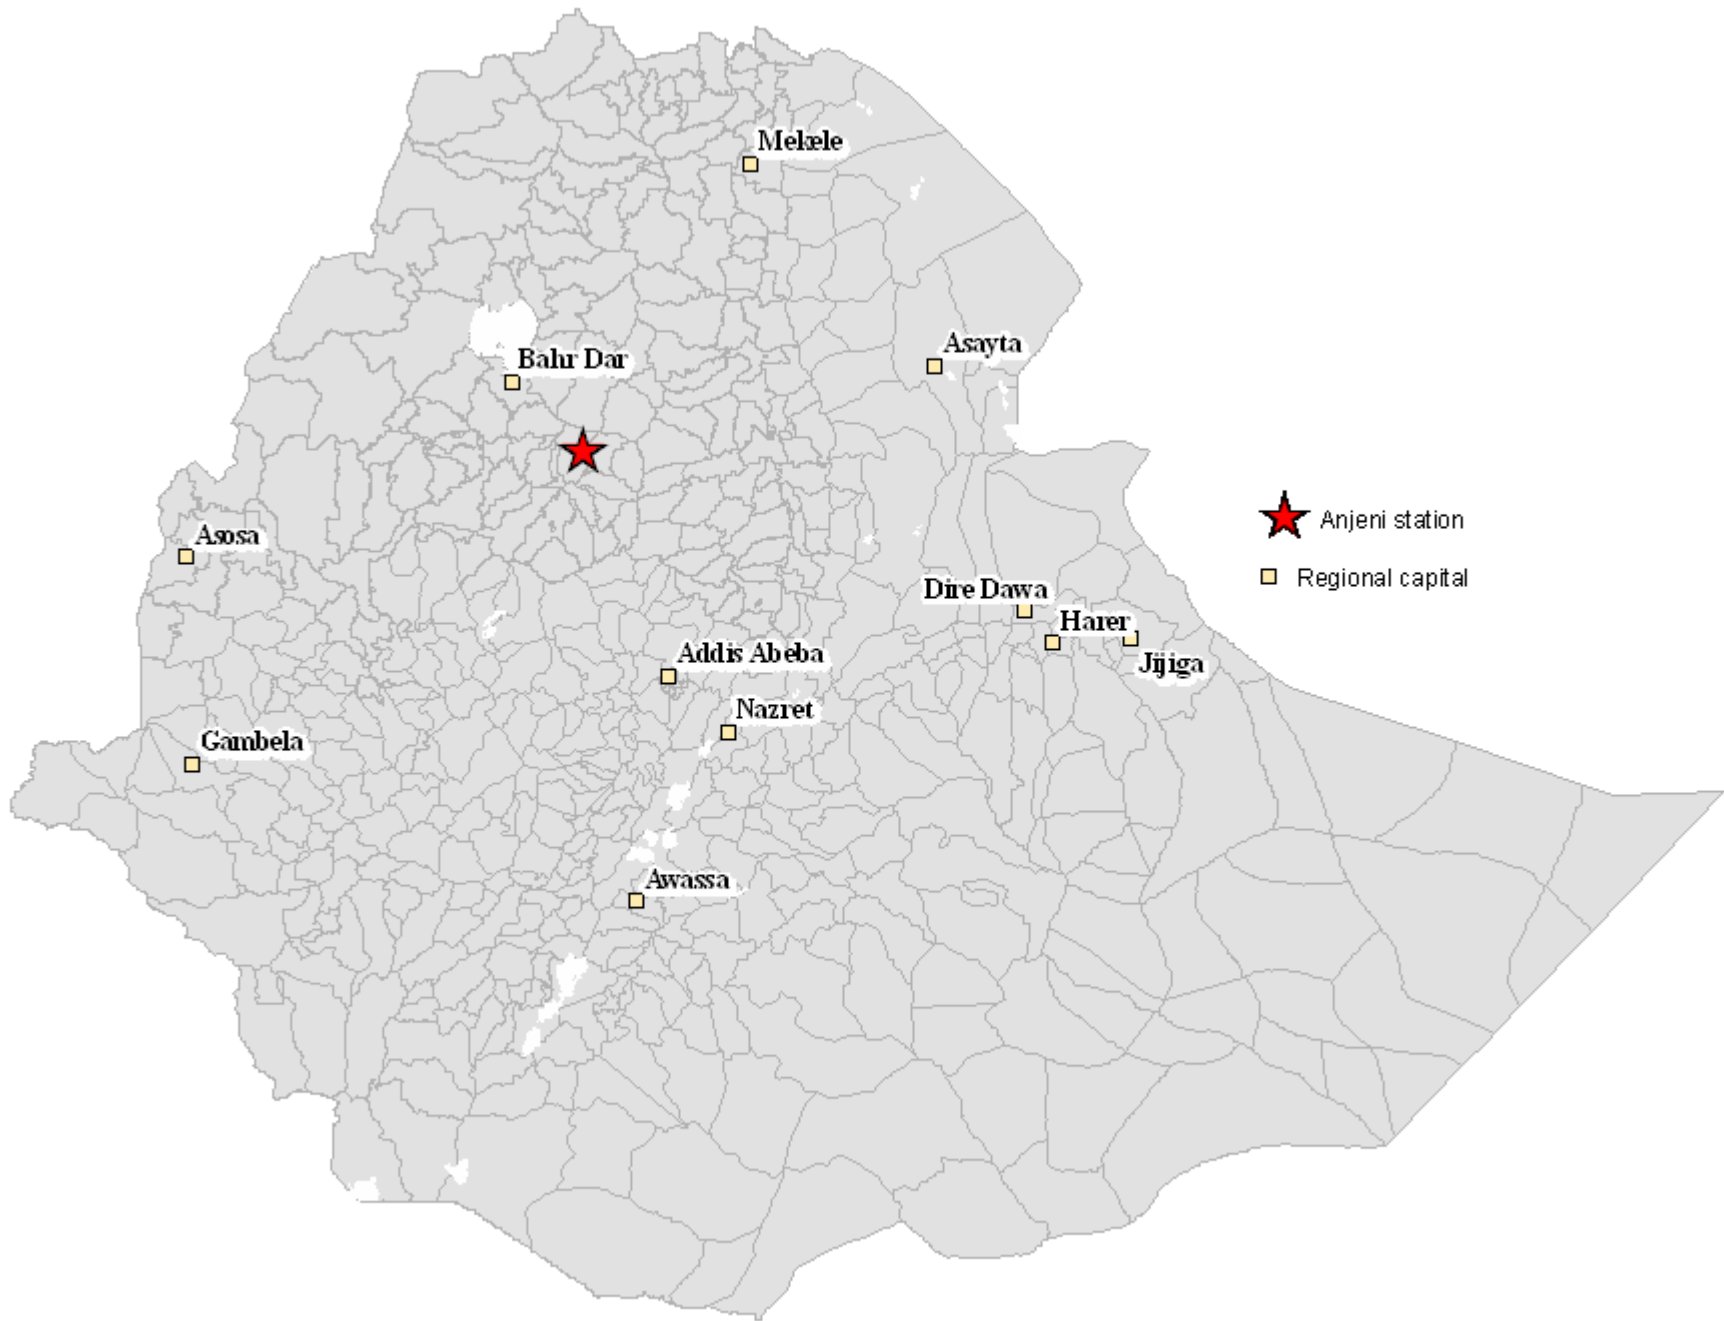 Mekele
Asayta
Bahr Dar
Anjeni station
Asosa
Regional capital
Dire Dawa
Harer
Addis Abeba
Jijiga
Nazret
Gambela
Awassa